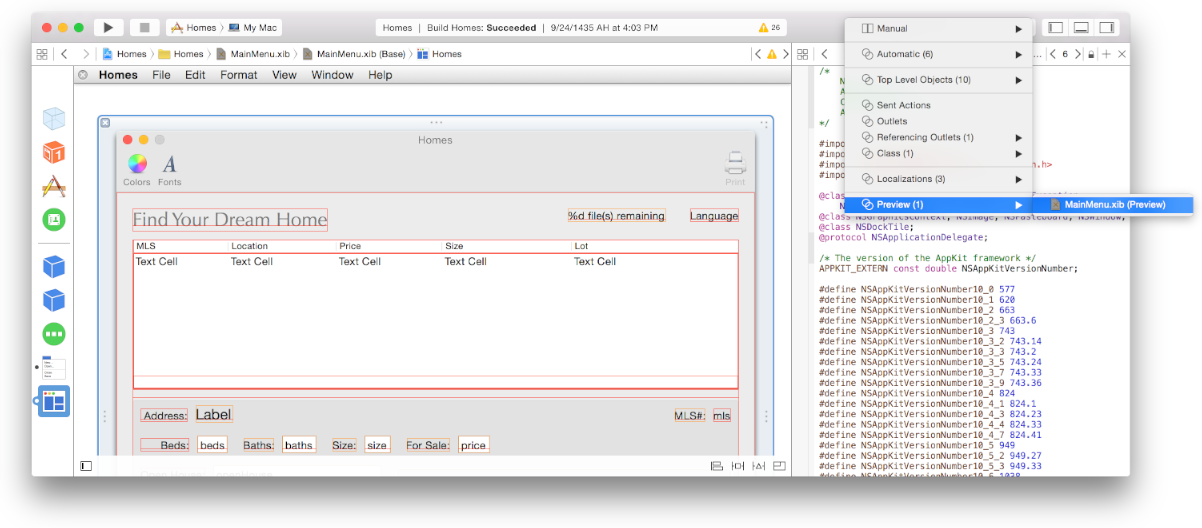 Homes 〉 My Mac
Homes | Build Homes: Succeeded | 9/24/1435 AH at 4:03 PM
26
Homes 〉 Homes 〉 MainMenu.xib 〉 MainMenu.xib (Base) 〉 Homes
Homes File Edit Format View Window Help
1
Homes
Colors Fonts
Print
Find Your Dream Home
%d file(s) remaining
Language
MLS Location Price Size Lot
Text Cell Text Cell Text Cell Text Cell Text Cell
Address: Label
MLS#: mls
Beds: beds Baths: baths Size: size For Sale: price
Manual
Automatic (6)
Top Level Objects (10)
Sent Actions
Outlets
Referencing Outlets (1)
Class (1)
Localizations (3)
Preview (1)
MainMenu.xib (Preview)
... 6
/*
*/
#impo
#impo
#impo
n.h>
#impo
@clas
@class NSGraphicsContext, NSImage, NSPasteboard, NSWindow;
@class NSDockTile;
@protocol NSApplicationDelegate;
/* The version of the AppKit framework */
APPKIT_EXTERN const double NSAppKitVersionNumber;
#define NSAppKitVersionNumber10_0 577
#define NSAppKitVersionNumber10_1 620
#define NSAppKitVersionNumber10_2 663
#define NSAppKitVersionNumber10_2_3 663.6
#define NSAppKitVersionNumber10_3 743
#define NSAppKitVersionNumber10_3_2 743.14
#define NSAppKitVersionNumber10_3_3 743.2
#define NSAppKitVersionNumber10_3_5 743.24
#define NSAppKitVersionNumber10_3_7 743.33
#define NSAppKitVersionNumber10_3_9 743.36
#define NSAppKitVersionNumber10_4 824
#define NSAppKitVersionNumber10_4_1 824.1
#define NSAppKitVersionNumber10_4_3 824.23
#define NSAppKitVersionNumber10_4_4 824.33
#define NSAppKitVersionNumber10_4_7 824.41
#define NSAppKitVersionNumber10_5 949
#define NSAppKitVersionNumber10_5_2 949.27
#define NSAppKitVersionNumber10_5_3 949.33
#define NSAppKitVersionNumber10_6 1038